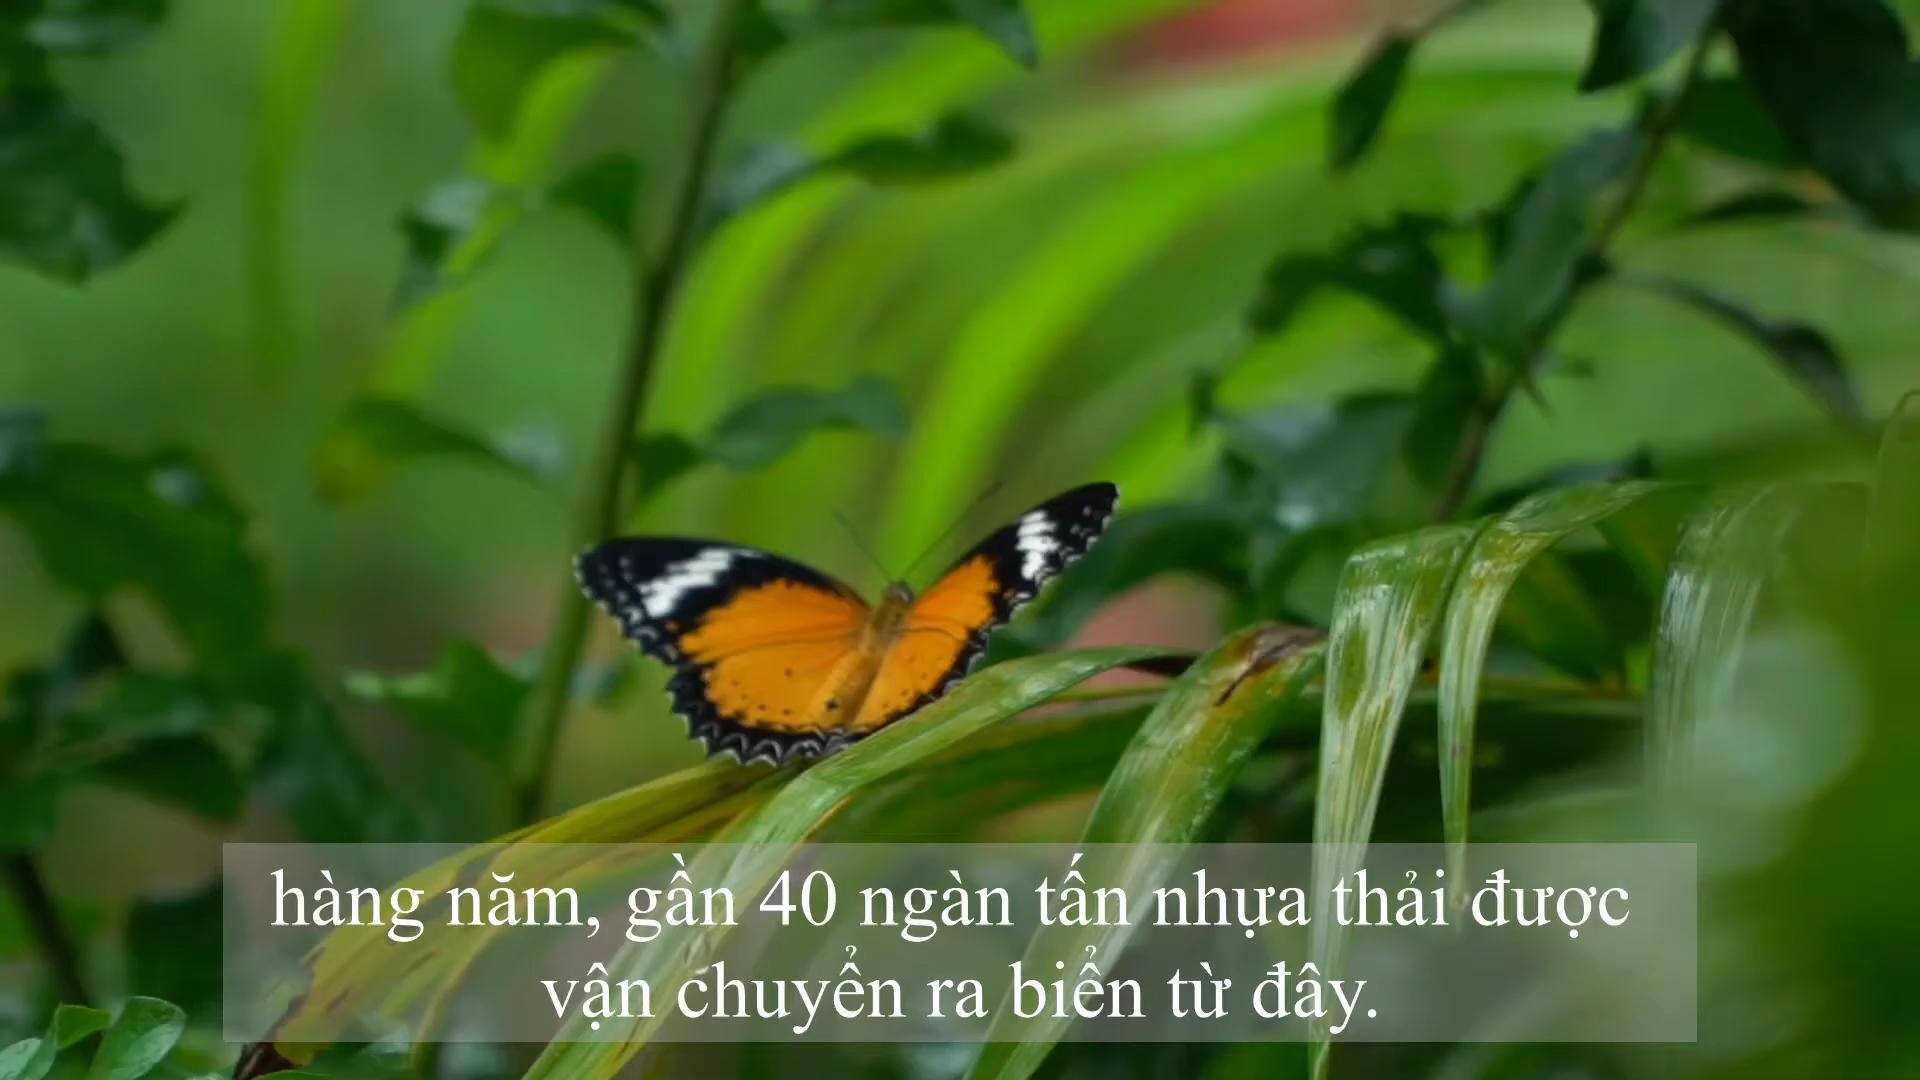 hàng năm, gần 40 ngàn tấn nhựa thải được
vận chuyển ra biển từ đây.